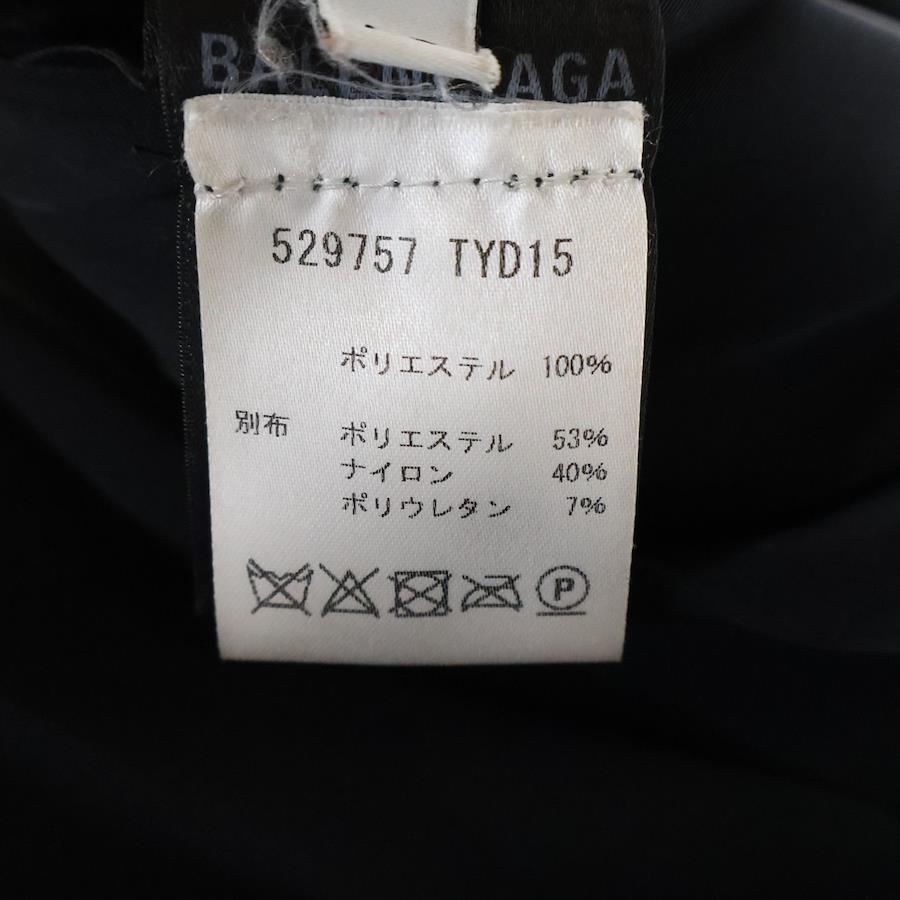 BALENCIAGA
529757 TYD15
ポリエステル 100%
別布 ポリエステル 53%
ナイロン 40%
ポリウレタン 7%
P